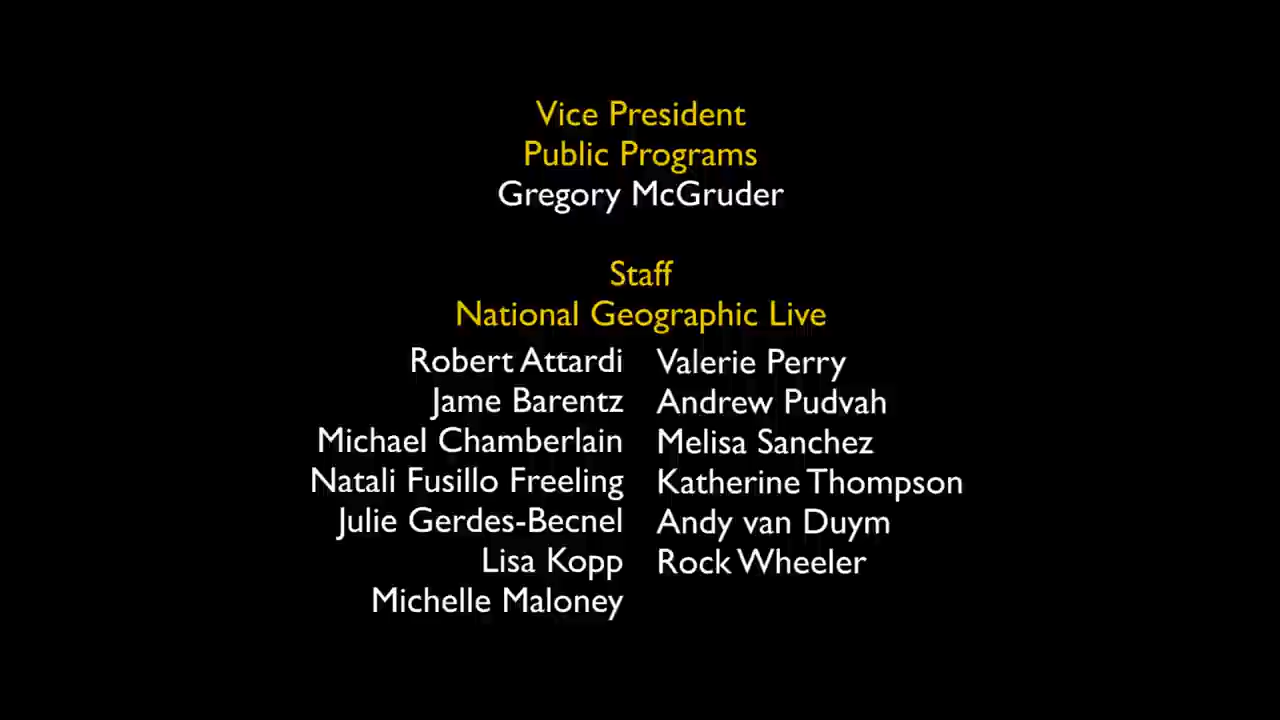 Vice President
Public Programs
Gregory McGruder
Staff
National Geographic Live
Robert Attardi
Jame Barentz
Michael Chamberlain
Natali Fusillo Freeling
Julie Gerdes-Becnel
Lisa Kopp
Michelle Maloney
Valerie Perry
Andrew Pudvah
Melisa Sanchez
Katherine Thompson
Andy van Duym
Rock Wheeler